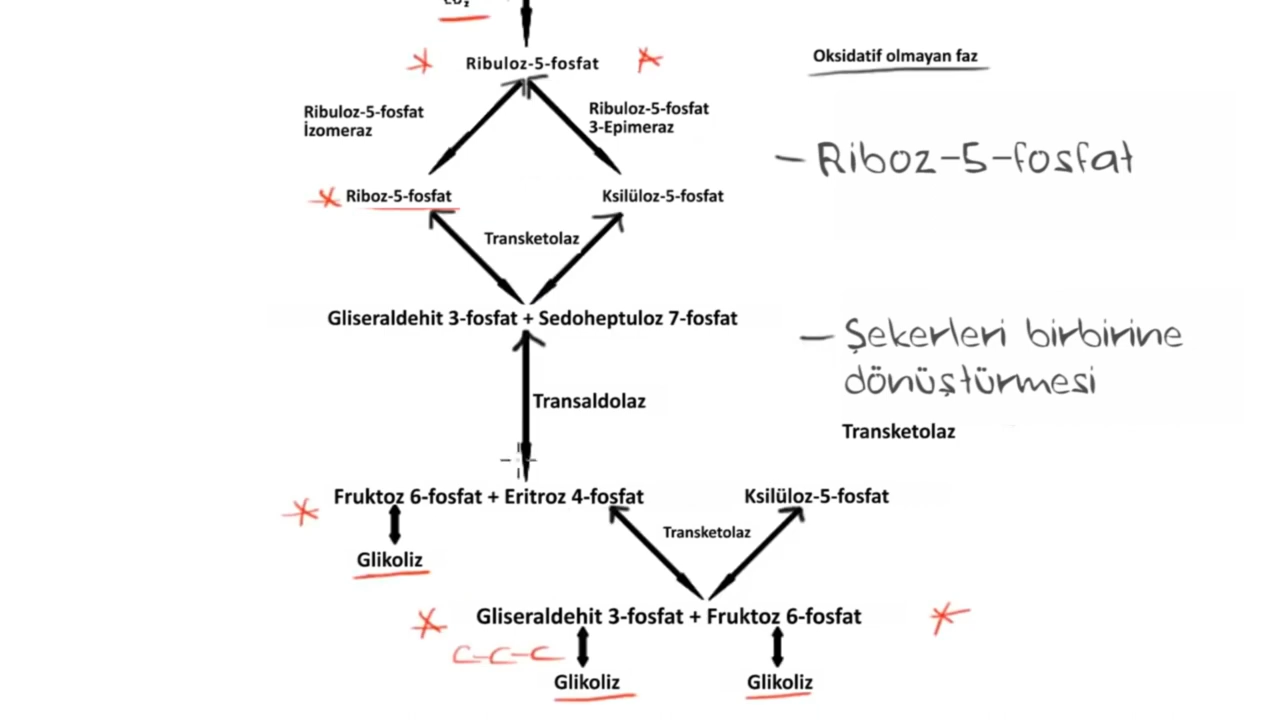 CO₂
Ribuloz-5-fosfat
Oksidatif olmayan faz
Ribuloz-5-fosfat
İzomeraz
Ribuloz-5-fosfat
3-Epimeraz
– Riboz-5-fosfat
Riboz-5-fosfat
Ksilüloz-5-fosfat
Transketolaz
Gliseraldehit 3-fosfat + Sedoheptuloz 7-fosfat
– Şekerleri birbirine
dönüştürmesi
Transaldolaz
Transketolaz
Fruktoz 6-fosfat + Eritroz 4-fosfat
Ksilüloz-5-fosfat
Transketolaz
Glikoliz
Gliseraldehit 3-fosfat + Fruktoz 6-fosfat
C-C-C
Glikoliz
Glikoliz